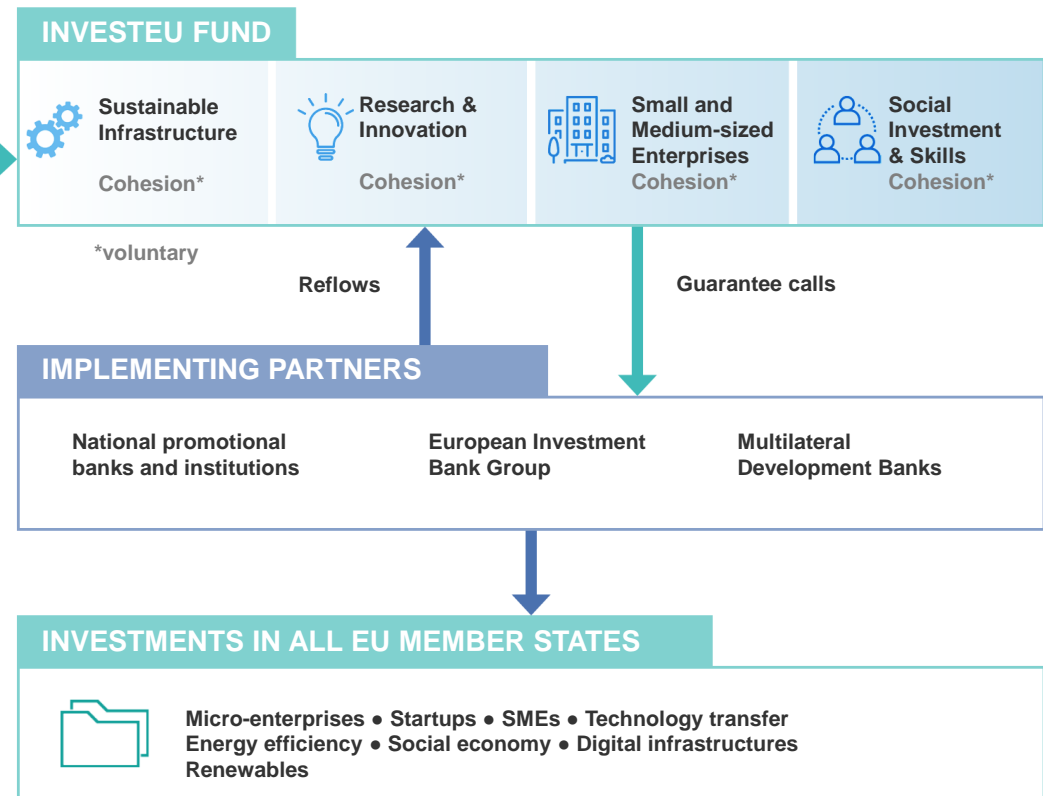 INVESTEU FUND
Sustainable
Infrastructure
Cohesion*
Research &
Innovation
Cohesion*
Small and
Medium-sized
Enterprises
Cohesion*
Social
Investment
& Skills
Cohesion*
*voluntary
Reflows
Guarantee calls
IMPLEMENTING PARTNERS
National promotional
banks and institutions
European Investment
Bank Group
Multilateral
Development Banks
INVESTMENTS IN ALL EU MEMBER STATES
Micro-enterprises ● Startups ● SMEs ● Technology transfer
Energy efficiency ● Social economy ● Digital infrastructures
Renewables